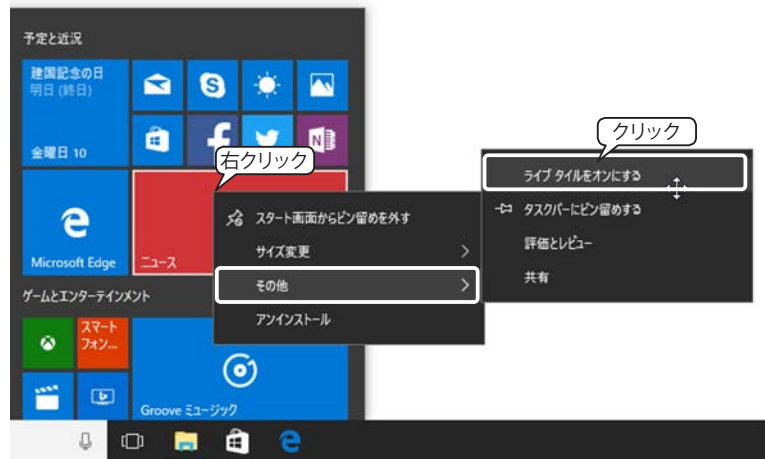 予定と近況
建国記念の日
明日 (終日)
金曜日 10
クリック
右クリック
ライブ タイルをオンにする
タスクバーにピン留めする
評価とレビュー
共有
スタート画面からピン留めを外す
サイズ変更
その他
アンインストール
Microsoft Edge
ニュース
ゲームとエンターテインメント
スマート
フォン...
Groove ミュージック